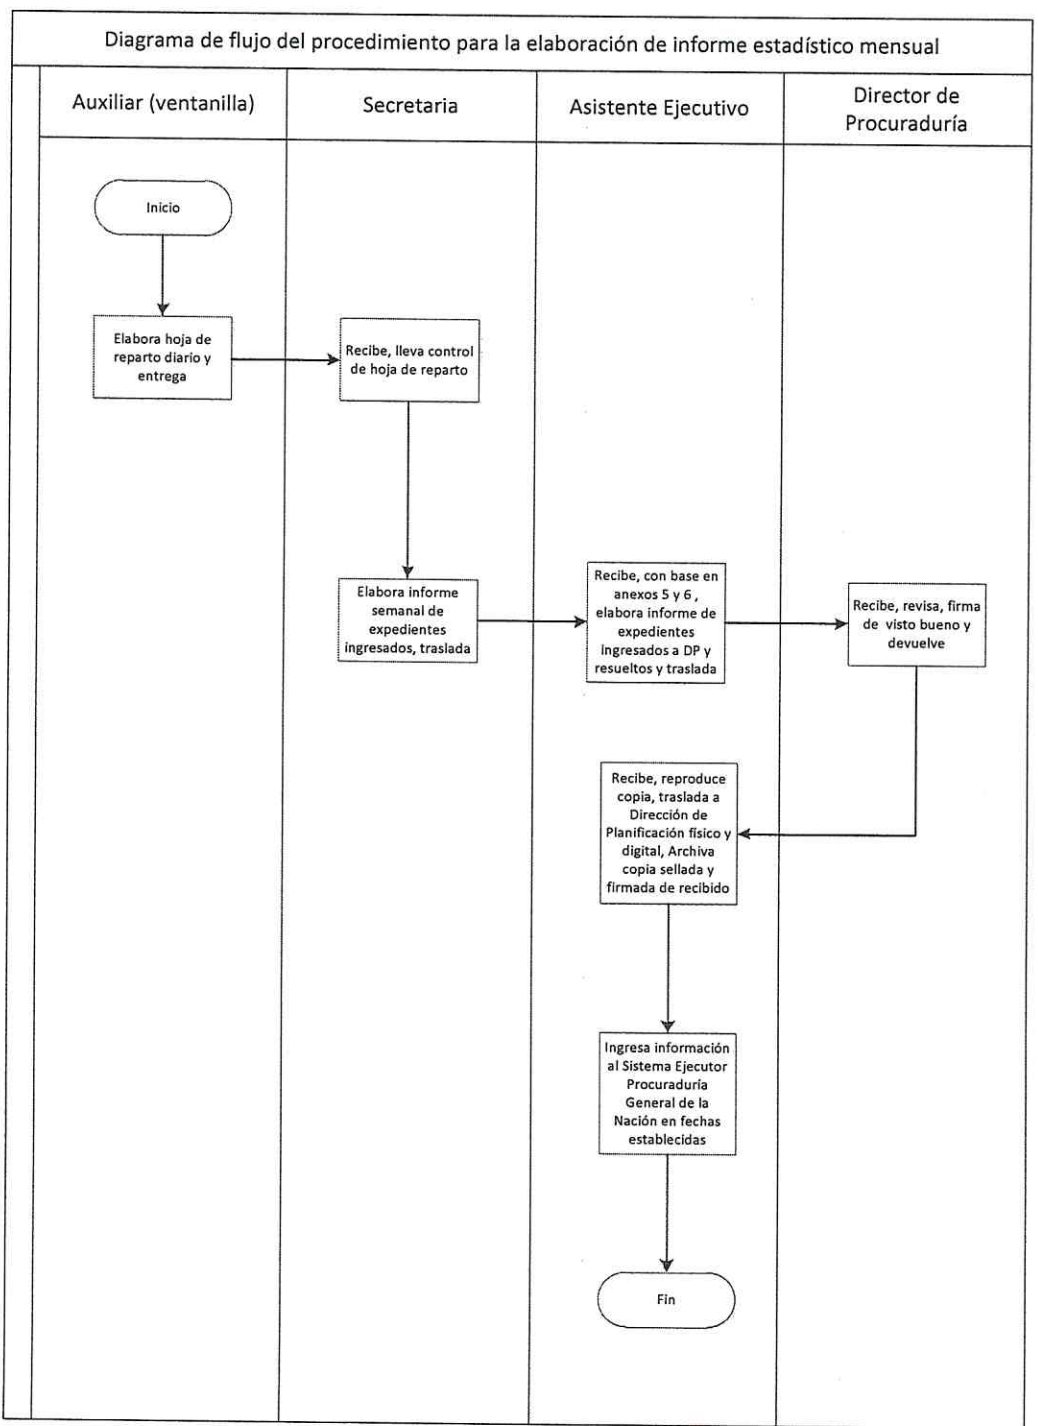 Diagrama de flujo del procedimiento para la elaboración de informe estadístico mensual
Auxiliar (ventanilla)
Secretaria
Asistente Ejecutivo
Director de
Procuraduría
Inicio
Elabora hoja de
reparto diario y
entrega
Recibe, lleva control
de hoja de reparto
Elabora informe
semanal de
expedientes
ingresados, traslada
Recibe, con base en
anexos 5 y 6 ,
elabora informe de
expedientes
ingresados a DP y
resueltos y traslada
Recibe, revisa, firma
de visto bueno y
devuelve
Recibe, reproduce
copia, traslada a
Dirección de
Planificación físico y
digital, Archiva
copia sellada y
firmada de recibido
Ingresa información
al Sistema Ejecutor
Procuraduría
General de la
Nación en fechas
establecidas
Fin